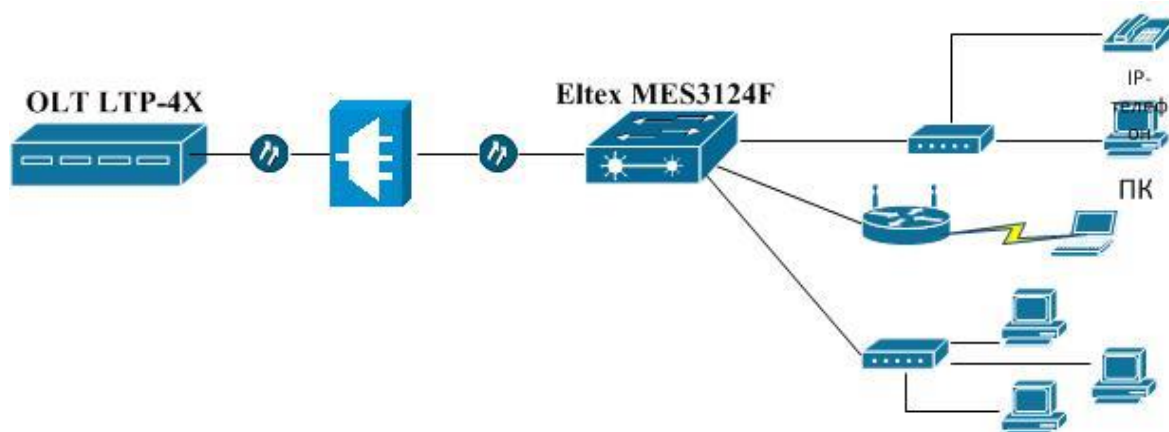 OLT LTP-4X
Eltex MES3124F
IP-
телеф
он
ПК